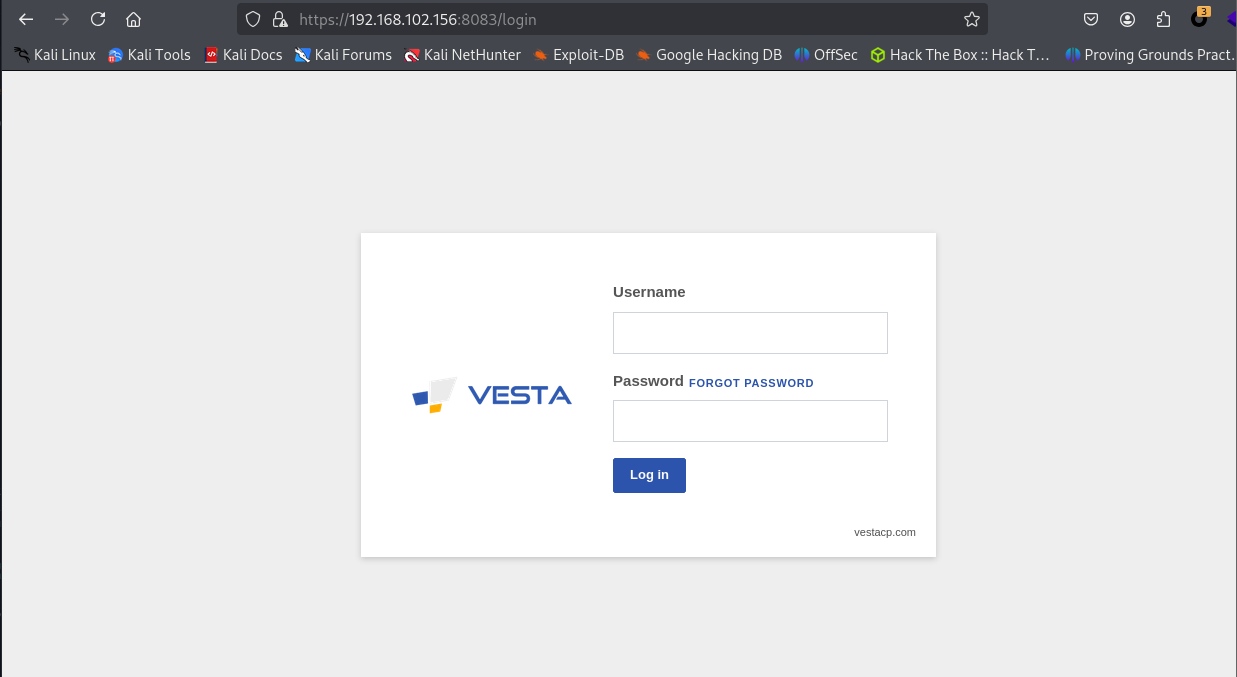 https://192.168.102.156:8083/login
3
Kali Linux Kali Tools Kali Docs Kali Forums Kali NetHunter Exploit-DB Google Hacking DB OffSec Hack The Box :: Hack T… Proving Grounds Pract.
Username
Password FORGOT PASSWORD
VESTA
Log in
vestacp.com